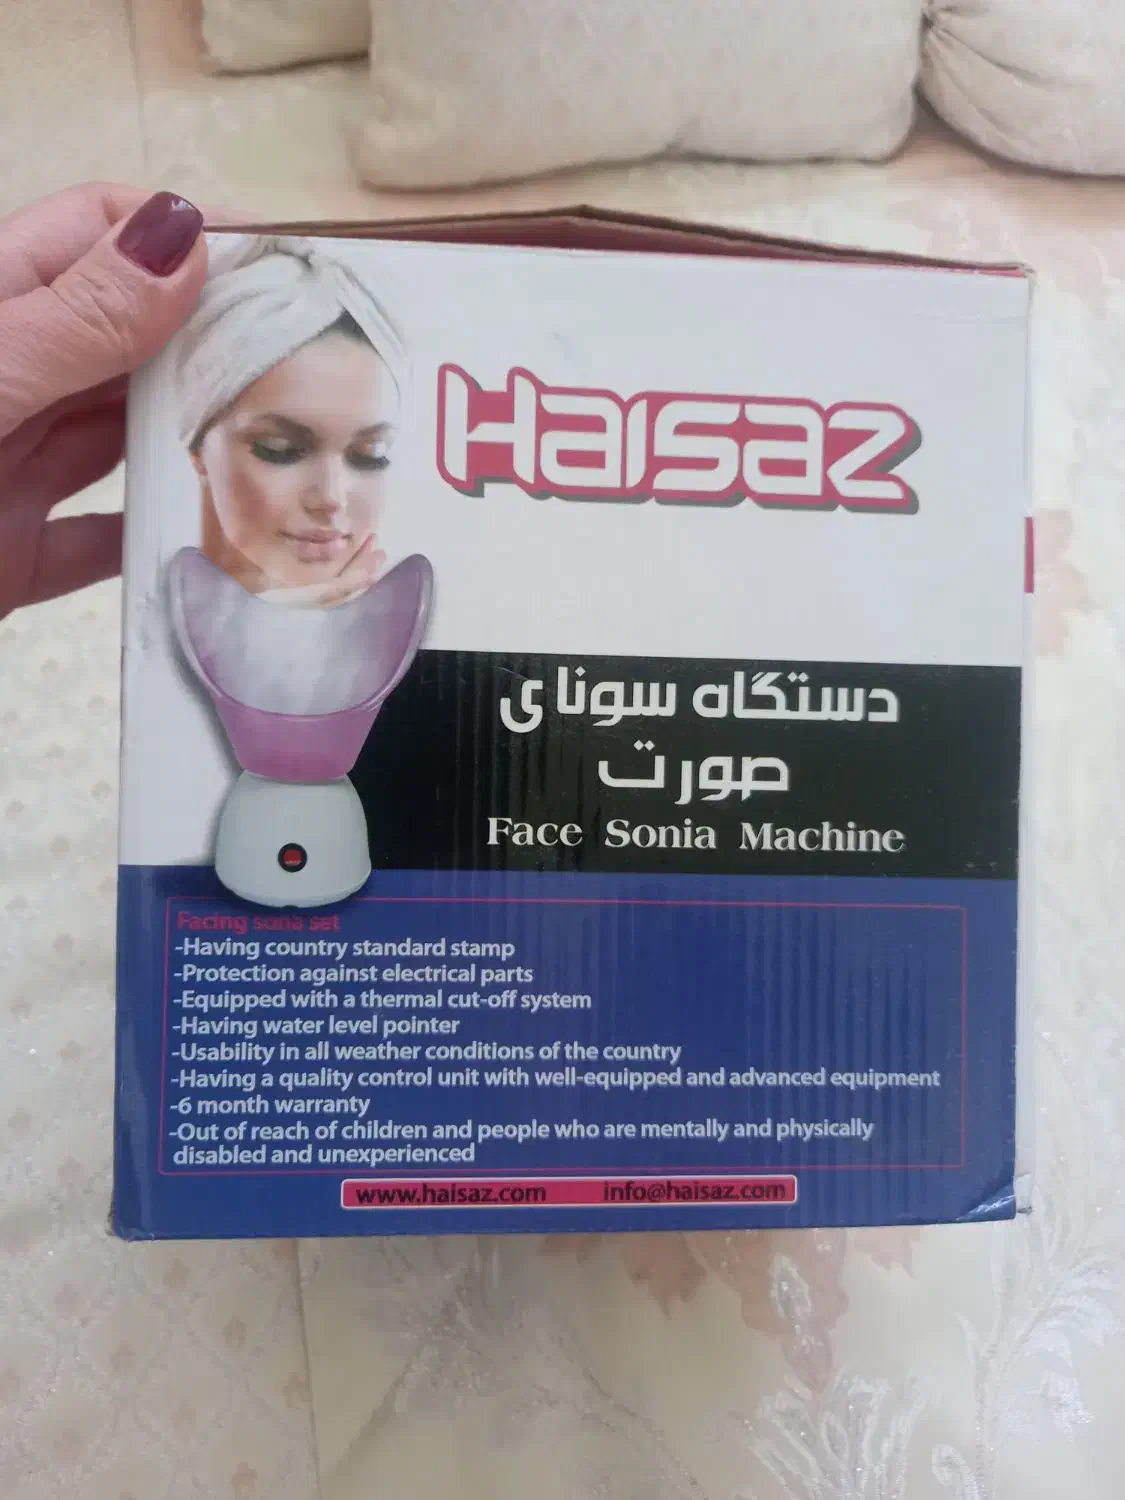 Haisaz
دستگاه سونای
صورت
Face Sonia Machine
Facing sona set
-Having country standard stamp
-Protection against electrical parts
-Equipped with a thermal cut-off system
-Having water level pointer
-Usability in all weather conditions of the country
-Having a quality control unit with well-equipped and advanced equipment
-6 month warranty
-Out of reach of children and people who are mentally and physically
disabled and unexperienced
www.haisaz.com info@haisaz.com